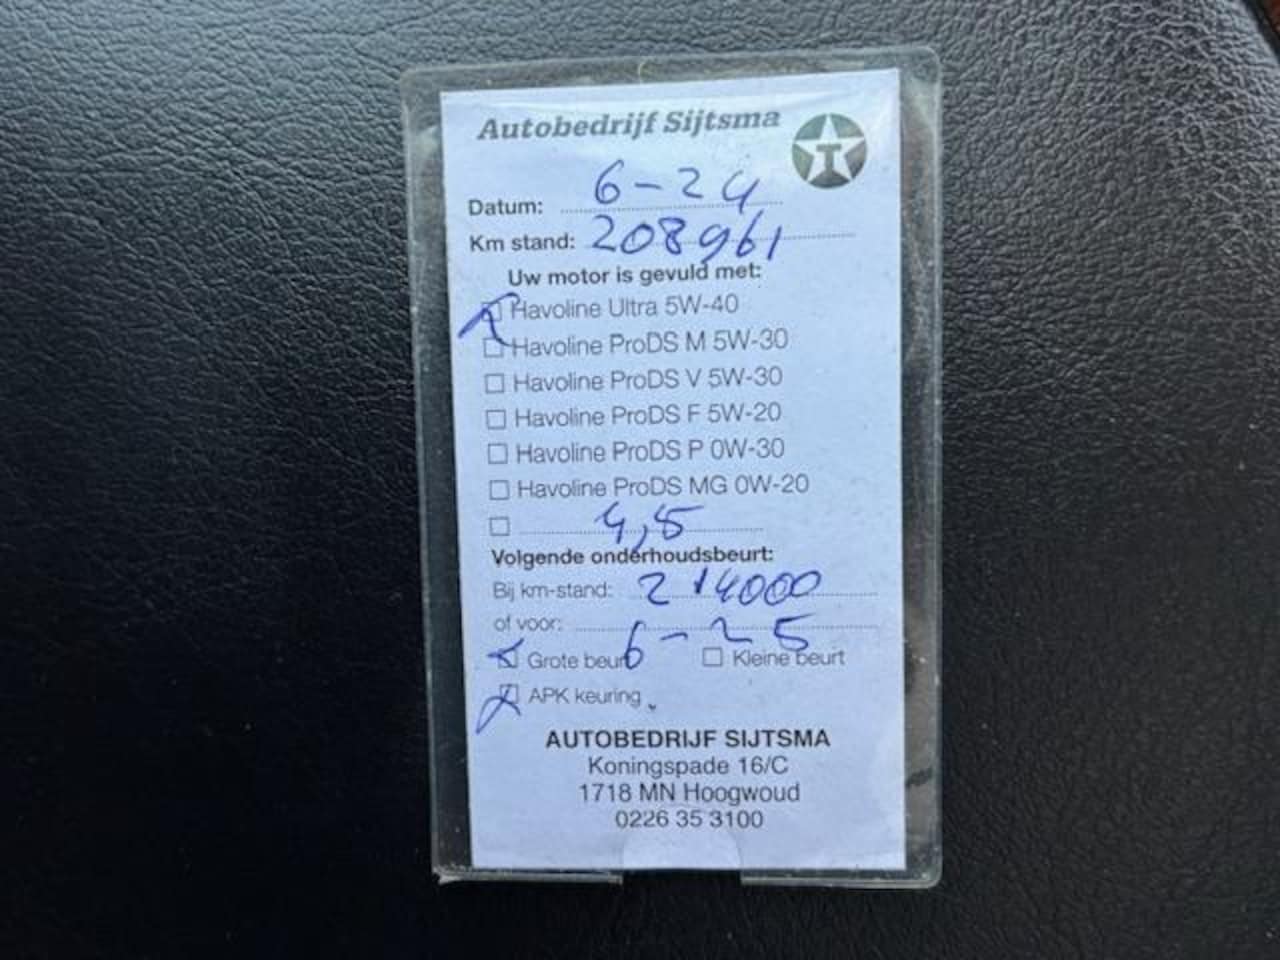 Autobedrijf Sijtsma
T
Datum: 6-24
Km stand: 208961
Uw motor is gevuld met:
Havoline Ultra 5W-40
Havoline ProDS M 5W-30
Havoline ProDS V 5W-30
Havoline ProDS F 5W-20
Havoline ProDS P 0W-30
Havoline ProDS MG 0W-20
4,5
Volgende onderhoudsbeurt:
Bij km-stand: 214000
of voor: 6-25
Grote beurt Kleine beurt
APK keuring
AUTOBEDRIJF SIJTSMA
Koningspade 16/C
1718 MN Hoogwoud
0226 35 3100